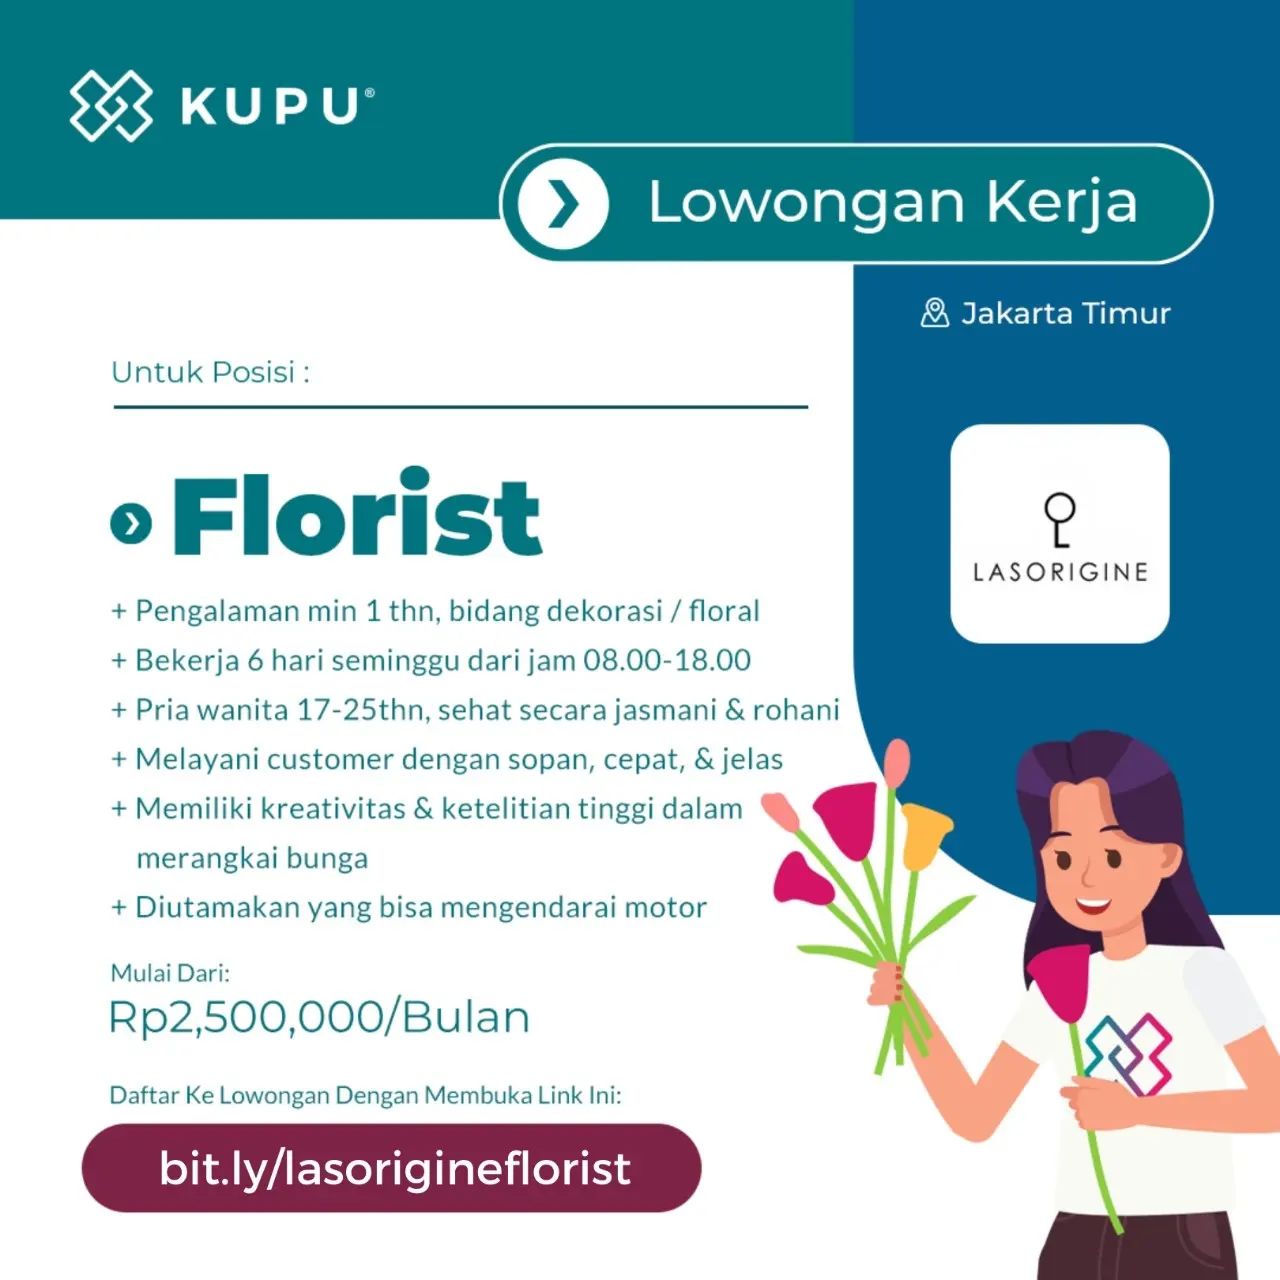 KUPU®
Lowongan Kerja
Jakarta Timur
Untuk Posisi :
Florist
+ Pengalaman min 1 thn, bidang dekorasi / floral
+ Bekerja 6 hari seminggu dari jam 08.00-18.00
+ Pria wanita 17-25thn, sehat secara jasmani & rohani
+ Melayani customer dengan sopan, cepat, & jelas
+ Memiliki kreativitas & ketelitian tinggi dalam
merangkai bunga
+ Diutamakan yang bisa mengendarai motor
Mulai Dari:
Rp2,500,000/Bulan
Daftar Ke Lowongan Dengan Membuka Link Ini:
bit.ly/lasorigineflorist
LASORIGINE